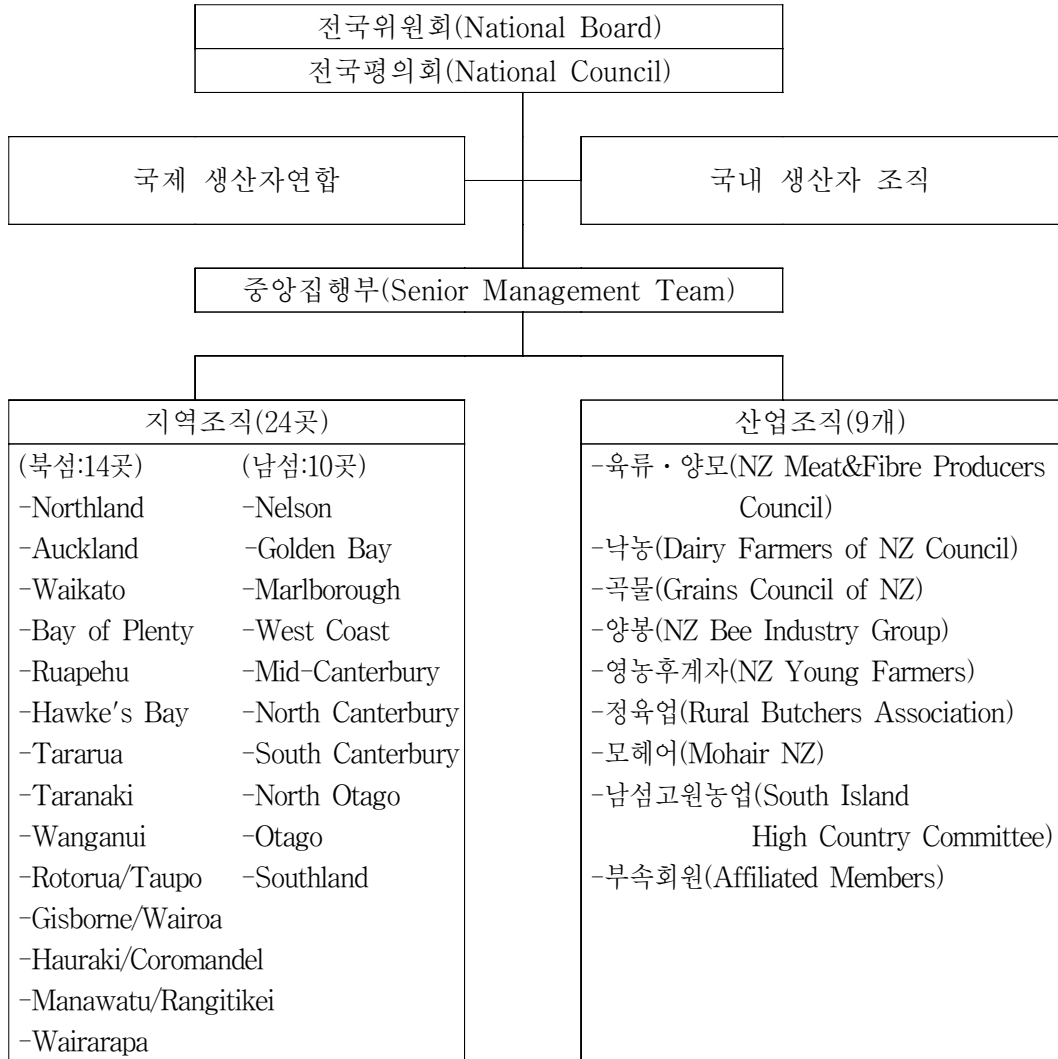 전국위원회(National Board)
전국평의회(National Council)
국제 생산자연합
국내 생산자 조직
중앙집행부(Senior Management Team)
지역조직(24곳)
(북섬:14곳)
-Northland
-Auckland
-Waikato
-Bay of Plenty
-Ruapehu
-Hawke's Bay
-Tararua
-Taranaki
-Wanganui
-Rotorua/Taupo
-Gisborne/Wairoa
-Hauraki/Coromandel
-Manawatu/Rangitikei
-Wairarapa
(남섬:10곳)
-Nelson
-Golden Bay
-Marlborough
-West Coast
-Mid-Canterbury
-North Canterbury
-South Canterbury
-North Otago
-Otago
-Southland
산업조직(9개)
-육류・양모(NZ Meat&Fibre Producers
Council)
-낙농(Dairy Farmers of NZ Council)
-곡물(Grains Council of NZ)
-양봉(NZ Bee Industry Group)
-영농후계자(NZ Young Farmers)
-정육업(Rural Butchers Association)
-모헤어(Mohair NZ)
-남섬고원농업(South Island
High Country Committee)
-부속회원(Affiliated Members)